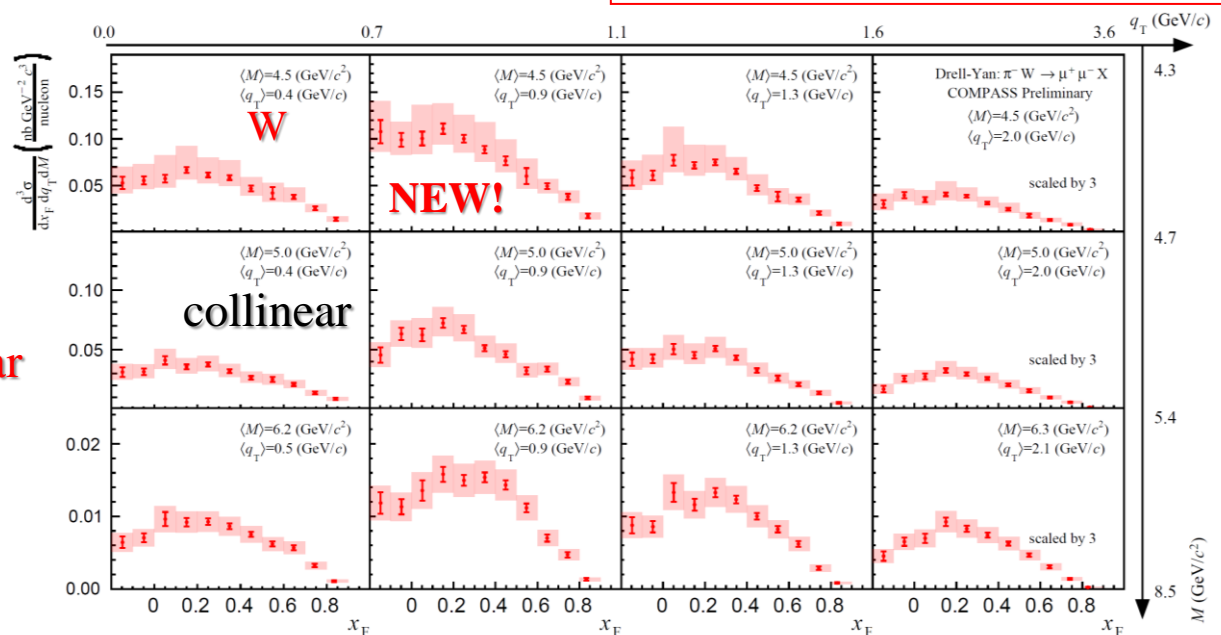 0.0 0.7 1.1 1.6 3.6 q_T (GeV/c)
d³σ / dx_F dq_T dM (nb GeV⁻² c³ / nucleon)
⟨M⟩=4.5 (GeV/c²)
⟨q_T⟩=0.4 (GeV/c)
W
⟨M⟩=4.5 (GeV/c²)
⟨q_T⟩=0.9 (GeV/c)
NEW!
⟨M⟩=4.5 (GeV/c²)
⟨q_T⟩=1.3 (GeV/c)
Drell-Yan: π⁻ W → μ⁺ μ⁻ X
COMPASS Preliminary
⟨M⟩=4.5 (GeV/c²)
⟨q_T⟩=2.0 (GeV/c)
scaled by 3
0.15
0.10
0.05
4.3
4.7
⟨M⟩=5.0 (GeV/c²)
⟨q_T⟩=0.4 (GeV/c)
collinear
⟨M⟩=5.0 (GeV/c²)
⟨q_T⟩=0.9 (GeV/c)
⟨M⟩=5.0 (GeV/c²)
⟨q_T⟩=1.3 (GeV/c)
⟨M⟩=5.0 (GeV/c²)
⟨q_T⟩=2.0 (GeV/c)
scaled by 3
0.10
0.05
ar
5.4
⟨M⟩=6.2 (GeV/c²)
⟨q_T⟩=0.5 (GeV/c)
⟨M⟩=6.2 (GeV/c²)
⟨q_T⟩=0.9 (GeV/c)
⟨M⟩=6.2 (GeV/c²)
⟨q_T⟩=1.3 (GeV/c)
⟨M⟩=6.3 (GeV/c²)
⟨q_T⟩=2.1 (GeV/c)
scaled by 3
0.02
0.01
0.00
8.5
M (GeV/c²)
0 0.2 0.4 0.6 0.8 0 0.2 0.4 0.6 0.8 0 0.2 0.4 0.6 0.8 0 0.2 0.4 0.6 0.8
x_F x_F x_F x_F